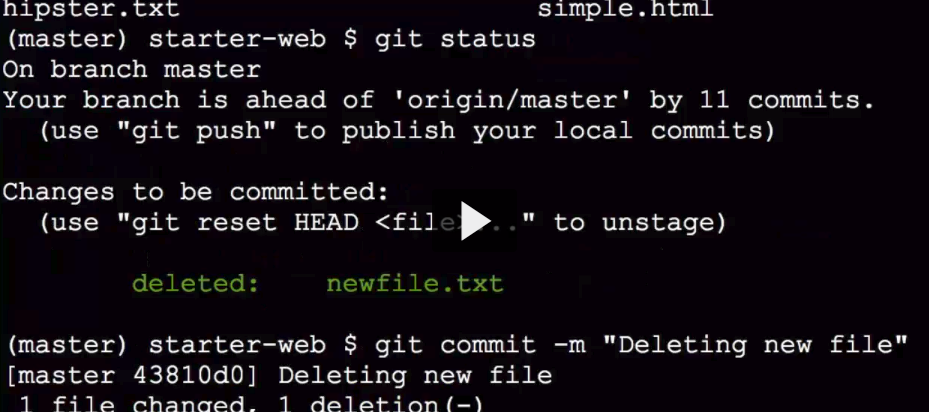 hipster.txt simple.html
(master) starter-web $ git status
On branch master
Your branch is ahead of 'origin/master' by 11 commits.
(use "git push" to publish your local commits)
Changes to be committed:
(use "git reset HEAD <file>..." to unstage)
deleted: newfile.txt
(master) starter-web $ git commit -m "Deleting new file"
[master 43810d0] Deleting new file
1 file changed, 1 deletion(-)